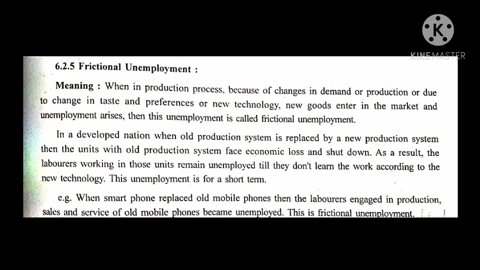 KINEMASTER
6.2.5 Frictional Unemployment :
Meaning : When in production process, because of changes in demand or production or due
to change in taste and preferences or new technology, new goods enter in the market and
unemployment arises, then this unemployment is called frictional unemployment.
In a developed nation when old production system is replaced by a new production system
then the units with old production system face economic loss and shut down. As a result, the
labourers working in those units remain unemployed till they don't learn the work according to the
new technology. This unemployment is for a short term.
e.g. When smart phone replaced old mobile phones then the labourers engaged in production,
sales and service of old mobile phones became unemployed. This is frictional unemployment.